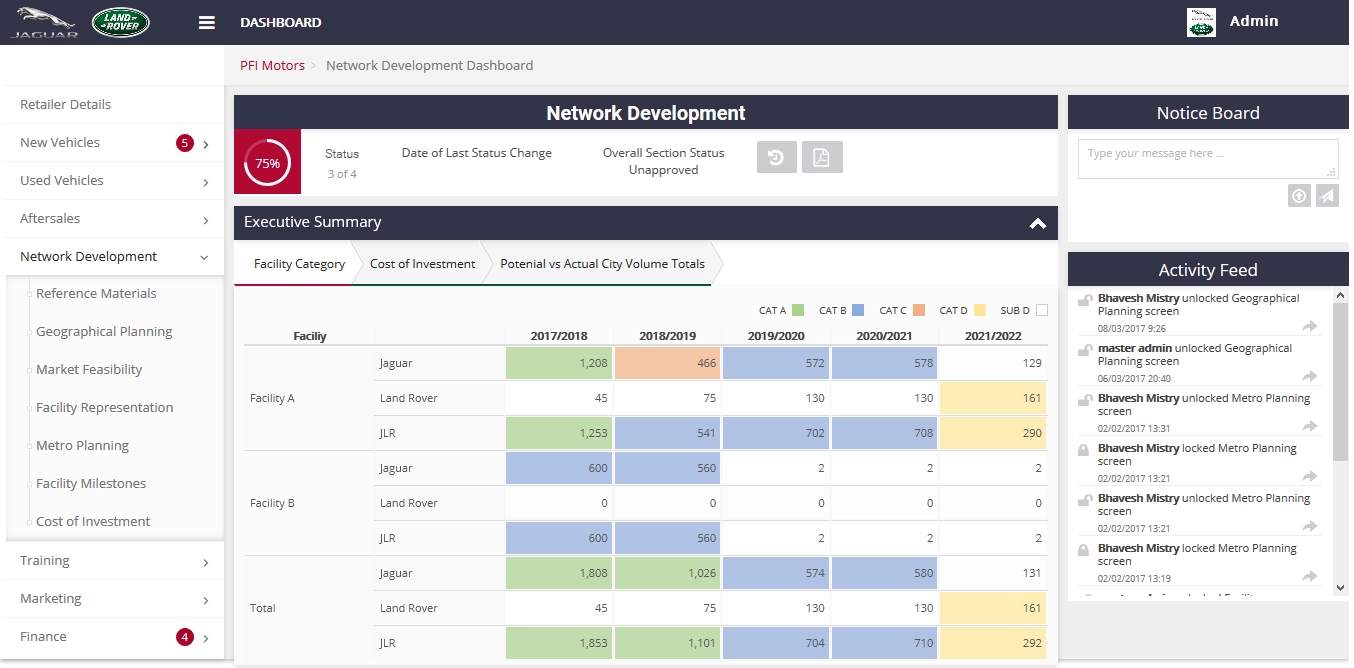 JAGUAR
LAND-
ROVER
DASHBOARD
Admin
PFI Motors > Network Development Dashboard
Retailer Details
New Vehicles 5
Used Vehicles
Aftersales
Network Development
Reference Materials
Geographical Planning
Market Feasibility
Facility Representation
Metro Planning
Facility Milestones
Cost of Investment
Training
Marketing
Finance 4
Network Development
75%
Status
3 of 4
Date of Last Status Change
Overall Section Status
Unapproved
Executive Summary
Facility Category Cost of Investment Potenial vs Actual City Volume Totals
CAT A CAT B CAT C CAT D SUB D
Faciliy 2017/2018 2018/2019 2019/2020 2020/2021 2021/2022
Jaguar 1,208 466 572 578 129
Facility A Land Rover 45 75 130 130 161
JLR 1,253 541 702 708 290
Jaguar 600 560 2 2 2
Facility B Land Rover 0 0 0 0 0
JLR 600 560 2 2 2
Jaguar 1,808 1,026 574 580 131
Total Land Rover 45 75 130 130 161
JLR 1,853 1,101 704 710 292
Notice Board
Type your message here ...
Activity Feed
Bhavesh Mistry unlocked Geographical
Planning screen
08/03/2017 9:26
master admin unlocked Geographical
Planning screen
06/03/2017 20:40
Bhavesh Mistry unlocked Metro Planning
screen
02/02/2017 13:31
Bhavesh Mistry locked Metro Planning
screen
02/02/2017 13:21
Bhavesh Mistry unlocked Metro Planning
screen
02/02/2017 13:21
Bhavesh Mistry locked Metro Planning
screen
02/02/2017 13:19